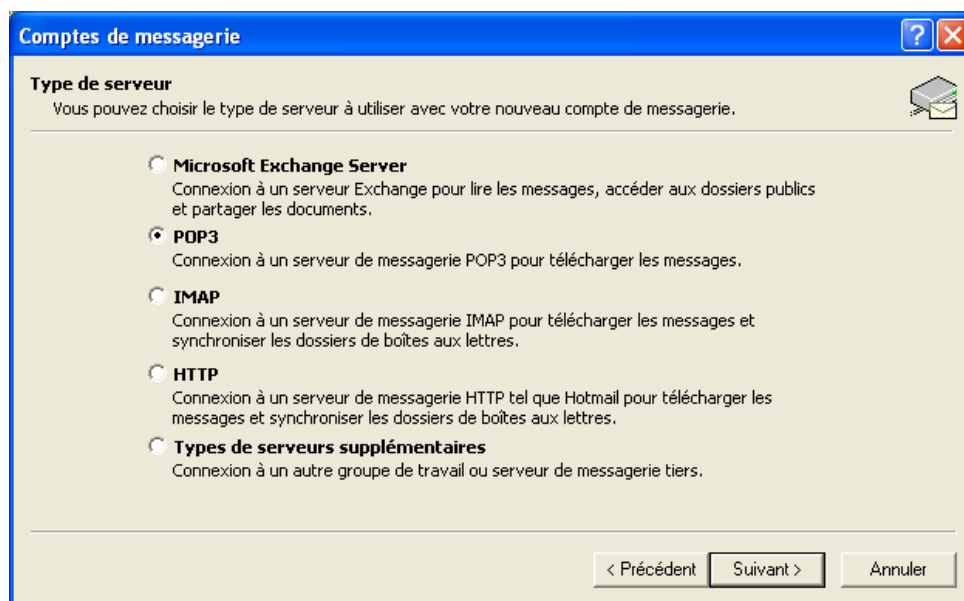 Comptes de messagerie
Type de serveur
Vous pouvez choisir le type de serveur à utiliser avec votre nouveau compte de messagerie.
Microsoft Exchange Server
Connexion à un serveur Exchange pour lire les messages, accéder aux dossiers publics
et partager les documents.
POP3
Connexion à un serveur de messagerie POP3 pour télécharger les messages.
IMAP
Connexion à un serveur de messagerie IMAP pour télécharger les messages et
synchroniser les dossiers de boîtes aux lettres.
HTTP
Connexion à un serveur de messagerie HTTP tel que Hotmail pour télécharger les
messages et synchroniser les dossiers de boîtes aux lettres.
Types de serveurs supplémentaires
Connexion à un autre groupe de travail ou serveur de messagerie tiers.
< Précédent Suivant > Annuler